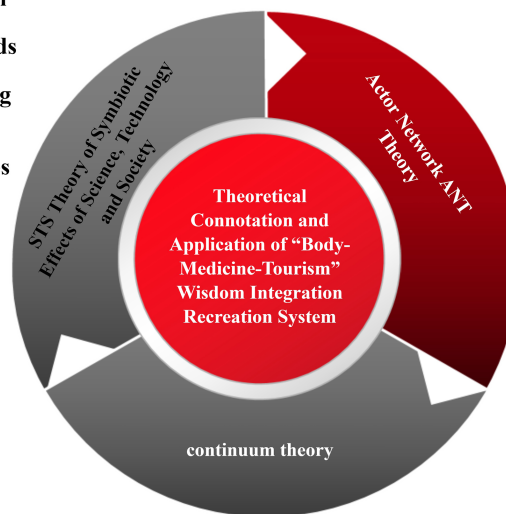 ds
g
s
STS Theory of Symbiotic
Effects of Science, Technology
and Society
Actor Network ANT
Theory
Theoretical
Connotation and
Application of “Body-
Medicine-Tourism”
Wisdom Integration
Recreation System
continuum theory